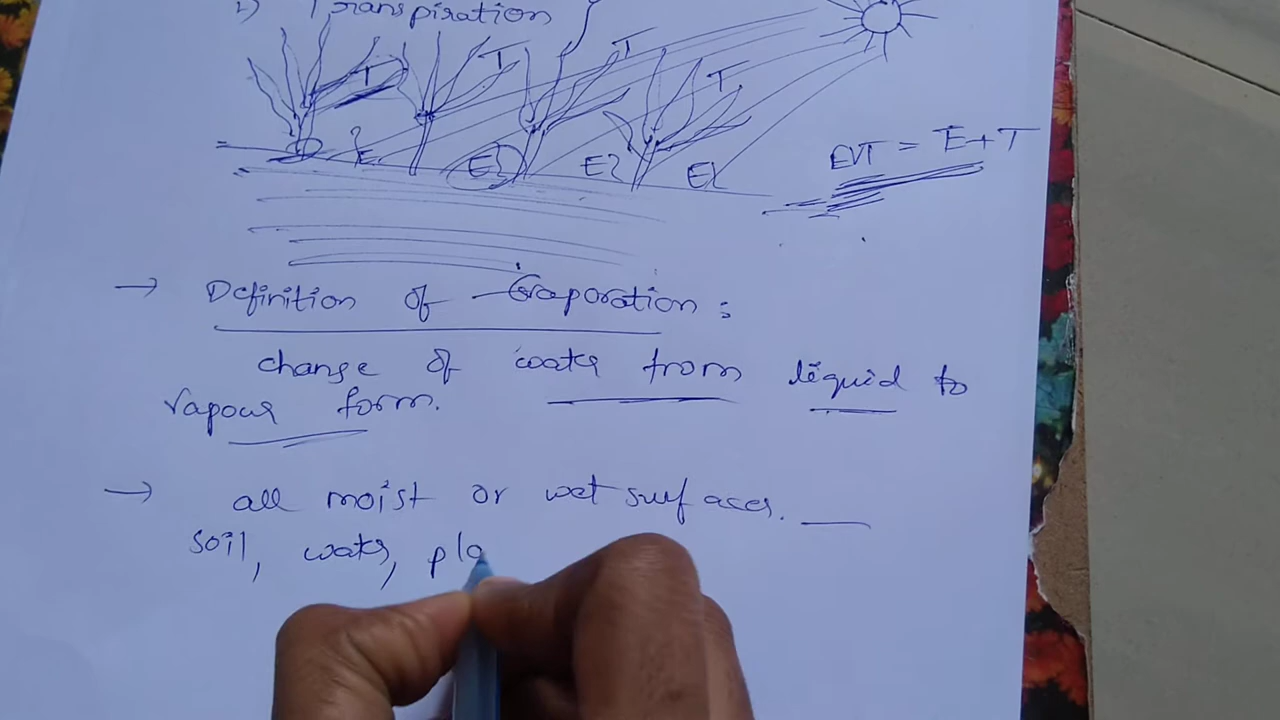 2) Transpiration
T T T T
E E3 E2 E1
EVT = E+T
→ Definition of Evaporation :
change of water from liquid to
vapour form.
→ all moist or wet surfaces.
soil, water, pla